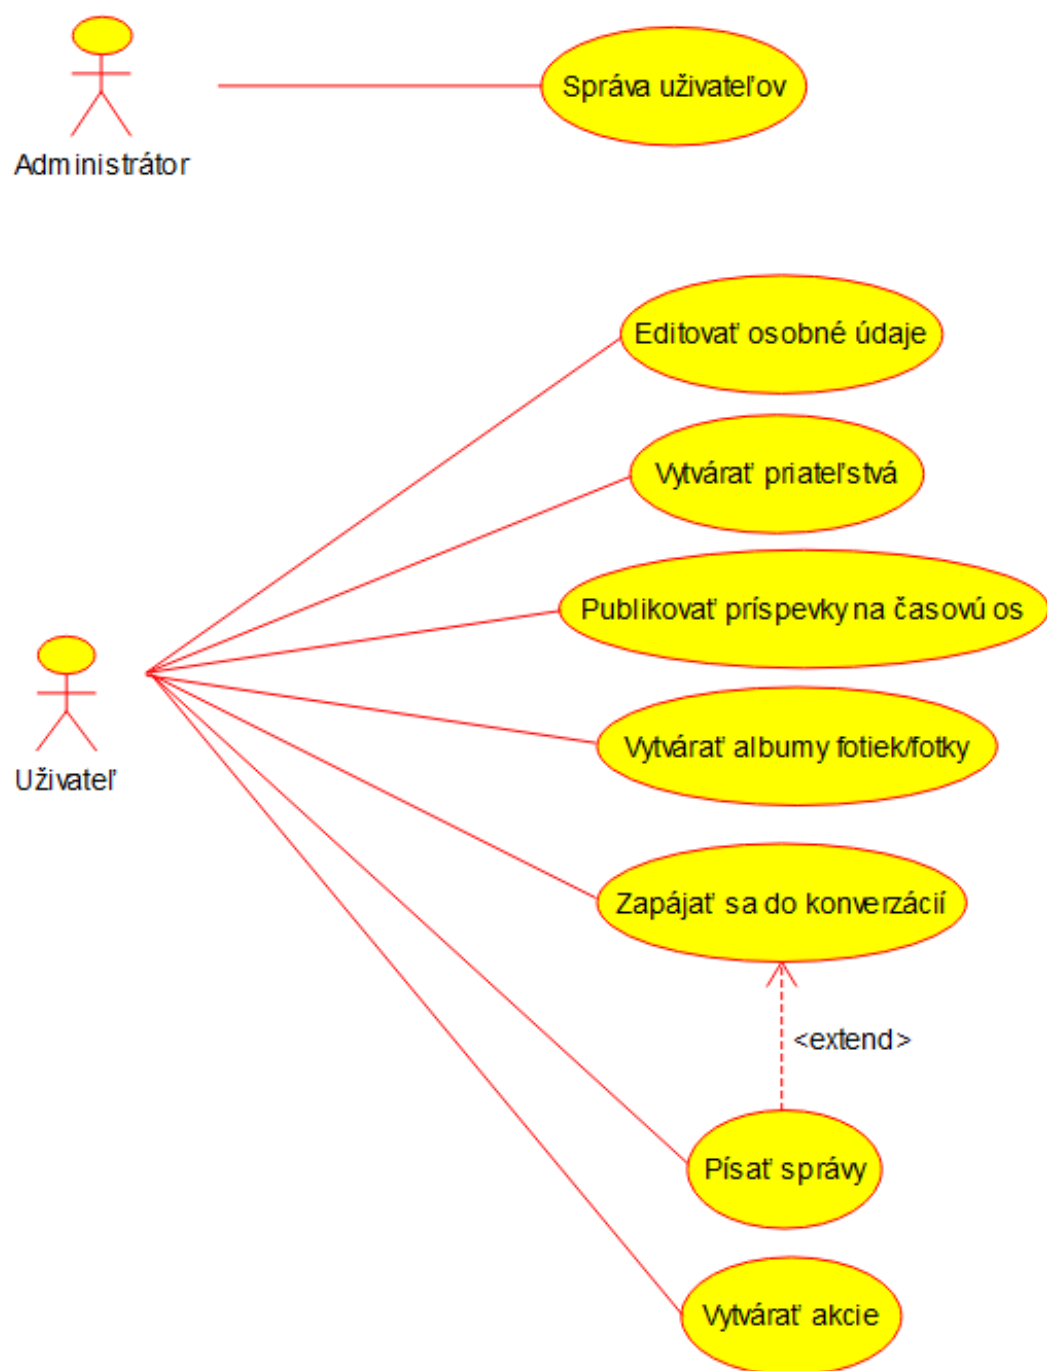 Správa uživateľov
Administrátor
Editovať osobné údaje
Vytvárať priateľstvá
Publikovať príspevky na časovú os
Uživateľ
Vytvárať albumy fotiek/fotky
Zapájať sa do konverzácií
<extend>
Písať správy
Vytvárať akcie